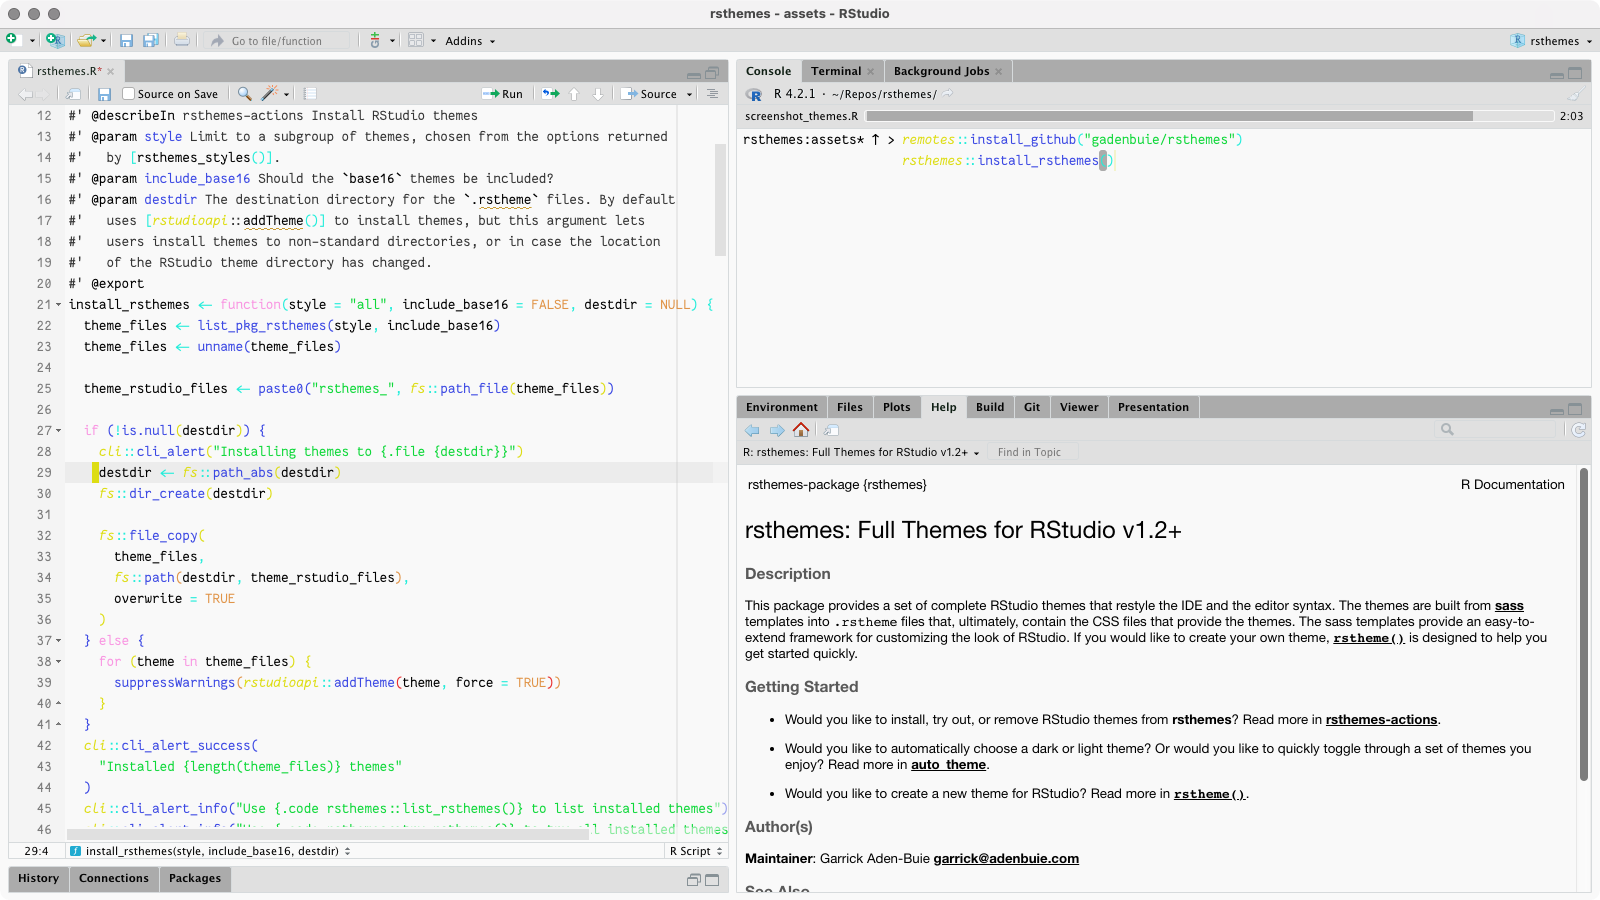 rsthemes - assets - RStudio
Go to file/function
Addins
rsthemes
rsthemes.R*
Source on Save
Run
Source
12 #' @describeIn rsthemes-actions Install RStudio themes
13 #' @param style Limit to a subgroup of themes, chosen from the options returned
14 #'   by [rsthemes_styles()].
15 #' @param include_base16 Should the `base16` themes be included?
16 #' @param destdir The destination directory for the `.rstheme` files. By default
17 #'   uses [rstudioapi::addTheme()] to install themes, but this argument lets
18 #'   users install themes to non-standard directories, or in case the location
19 #'   of the RStudio theme directory has changed.
20 #' @export
21 install_rsthemes <- function(style = "all", include_base16 = FALSE, destdir = NULL) {
22   theme_files <- list_pkg_rsthemes(style, include_base16)
23   theme_files <- unname(theme_files)
24
25   theme_rstudio_files <- paste0("rsthemes_", fs::path_file(theme_files))
26
27   if (!is.null(destdir)) {
28     cli::cli_alert("Installing themes to {.file {destdir}}")
29     destdir <- fs::path_abs(destdir)
30     fs::dir_create(destdir)
31
32     fs::file_copy(
33       theme_files,
34       fs::path(destdir, theme_rstudio_files),
35       overwrite = TRUE
36     )
37   } else {
38     for (theme in theme_files) {
39       suppressWarnings(rstudioapi::addTheme(theme, force = TRUE))
40     }
41   }
42   cli::cli_alert_success(
43     "Installed {length(theme_files)} themes"
44   )
45   cli::cli_alert_info("Use {.code rsthemes::list_rsthemes()} to list installed themes")
46
29:4
install_rsthemes(style, include_base16, destdir)
R Script
History
Connections
Packages
Console
Terminal
Background Jobs
R 4.2.1 · ~/Repos/rsthemes/
screenshot_themes.R
2:03
rsthemes:assets* ↑ > remotes::install_github("gadenbuie/rsthemes")
rsthemes::install_rsthemes()
Environment
Files
Plots
Help
Build
Git
Viewer
Presentation
R: rsthemes: Full Themes for RStudio v1.2+
Find in Topic
rsthemes-package {rsthemes}
R Documentation
rsthemes: Full Themes for RStudio v1.2+
Description
This package provides a set of complete RStudio themes that restyle the IDE and the editor syntax. The themes are built from sass
templates into .rstheme files that, ultimately, contain the CSS files that provide the themes. The sass templates provide an easy-to-
extend framework for customizing the look of RStudio. If you would like to create your own theme, rstheme() is designed to help you
get started quickly.
Getting Started
• Would you like to install, try out, or remove RStudio themes from rsthemes? Read more in rsthemes-actions.
• Would you like to automatically choose a dark or light theme? Or would you like to quickly toggle through a set of themes you
enjoy? Read more in auto_theme.
• Would you like to create a new theme for RStudio? Read more in rstheme().
Author(s)
Maintainer: Garrick Aden-Buie garrick@adenbuie.com
See Also